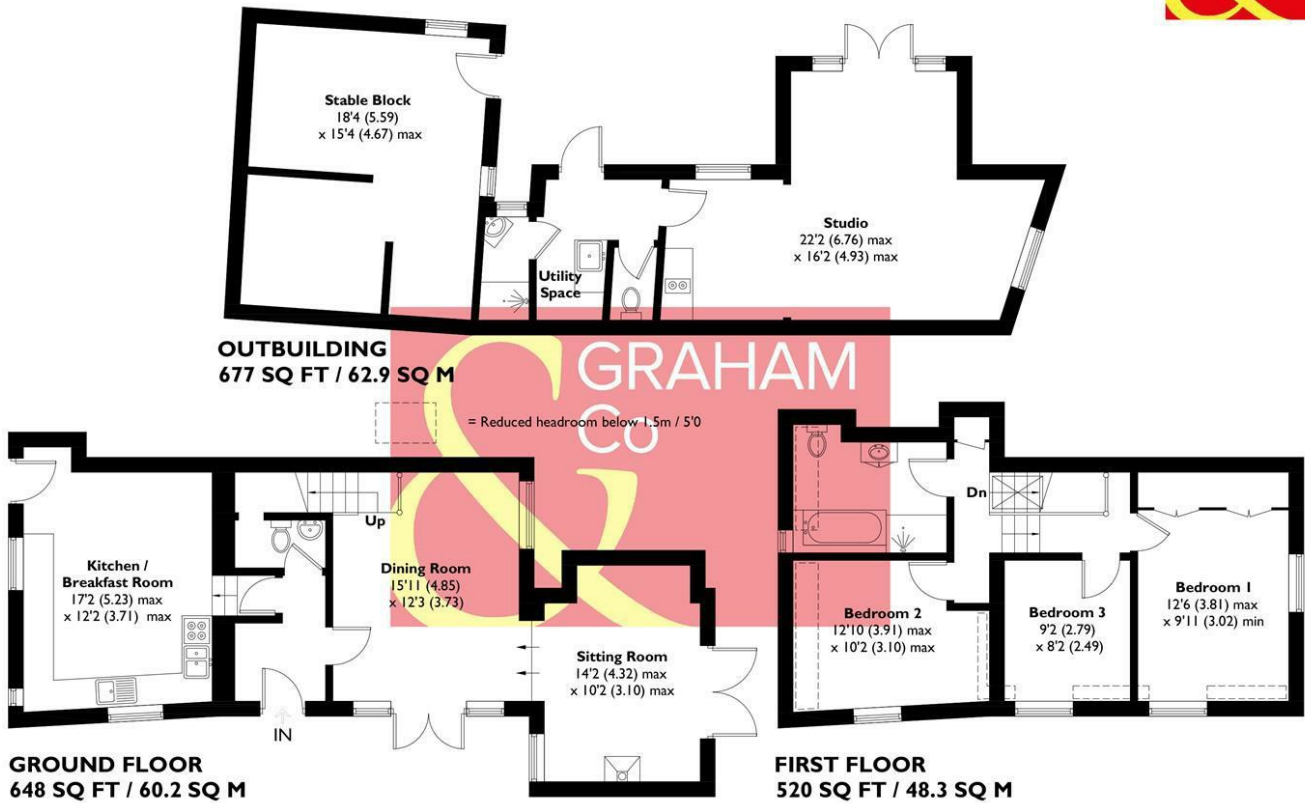 Stable Block
18'4 (5.59)
x 15'4 (4.67) max
Studio
22'2 (6.76) max
x 16'2 (4.93) max
Utility
Space
OUTBUILDING
677 SQ FT / 62.9 SQ M
GRAHAM
Co
&
= Reduced headroom below 1.5m / 5'0
Up
Kitchen /
Breakfast Room
17'2 (5.23) max
x 12'2 (3.71) max
Dining Room
15'11 (4.85)
x 12'3 (3.73)
Sitting Room
14'2 (4.32) max
x 10'2 (3.10) max
IN
GROUND FLOOR
648 SQ FT / 60.2 SQ M
Dn
Bedroom 2
12'10 (3.91) max
x 10'2 (3.10) max
Bedroom 3
9'2 (2.79)
x 8'2 (2.49)
Bedroom 1
12'6 (3.81) max
x 9'11 (3.02) min
FIRST FLOOR
520 SQ FT / 48.3 SQ M